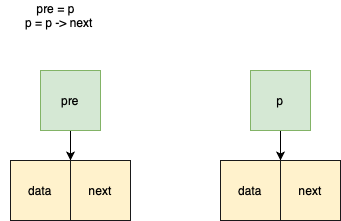 pre = p
p = p -> next
pre
p
data
next
data
next